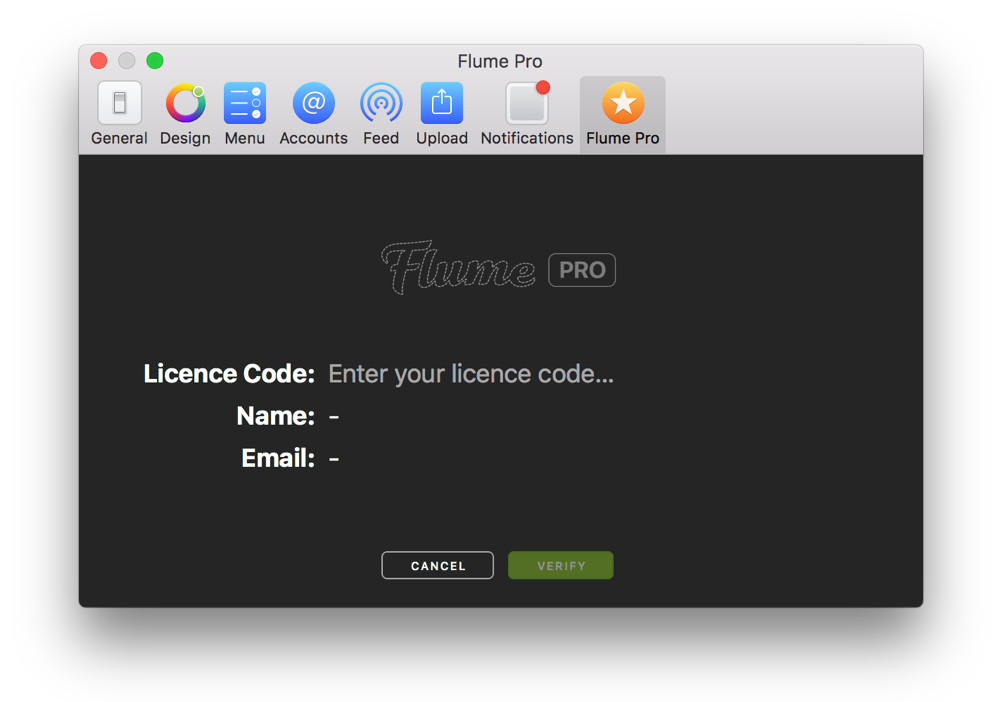 Flume Pro
General Design Menu Accounts Feed Upload Notifications Flume Pro
Flume PRO
Licence Code: Enter your licence code...
Name: –
Email: –
CANCEL VERIFY